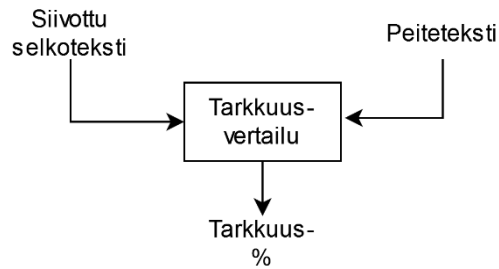 Siivottu
selkoteksti
Peiteteksti
Tarkkuus-
vertailu
Tarkkuus-
%